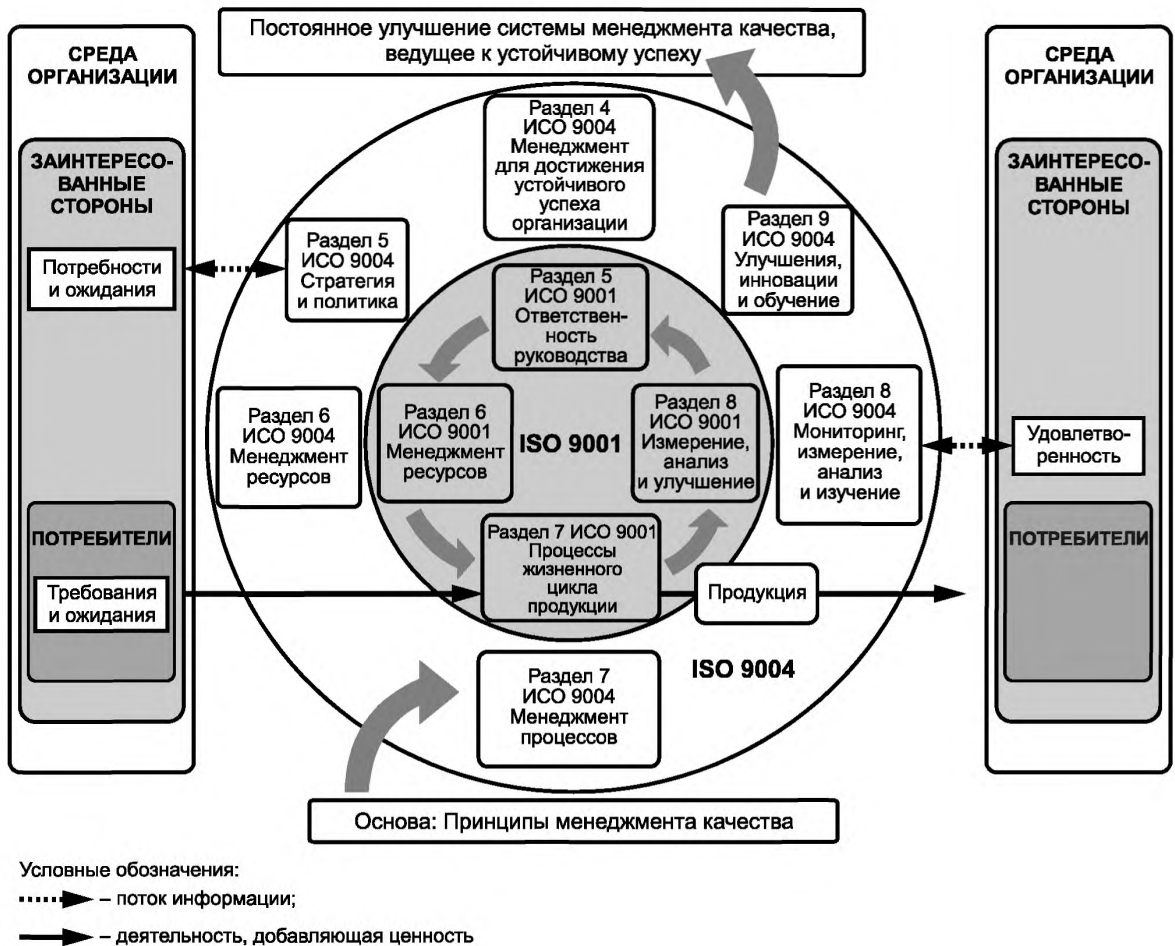 Постоянное улучшение системы менеджмента качества,
ведущее к устойчивому успеху
СРЕДА
ОРГАНИЗАЦИИ
ЗАИНТЕРЕСО-
ВАННЫЕ
СТОРОНЫ
Потребности
и ожидания
ПОТРЕБИТЕЛИ
Требования
и ожидания
Раздел 4
ИСО 9004
Менеджмент
для достижения
устойчивого
успеха
организации
Раздел 5
ИСО 9004
Стратегия
и политика
Раздел 9
ИСО 9004
Улучшения,
инновации
и обучение
Раздел 5
ИСО 9001
Ответствен-
ность
руководства
Раздел 6
ИСО 9004
Менеджмент
ресурсов
Раздел 6
ИСО 9001
Менеджмент
ресурсов
ISO 9001
Раздел 8
ИСО 9001
Измерение,
анализ
и улучшение
Раздел 8
ИСО 9004
Мониторинг,
измерение,
анализ
и изучение
Раздел 7 ИСО 9001
Процессы
жизненного
цикла
продукции
Продукция
ISO 9004
Раздел 7
ИСО 9004
Менеджмент
процессов
СРЕДА
ОРГАНИЗАЦИИ
ЗАИНТЕРЕСО-
ВАННЫЕ
СТОРОНЫ
Удовлетво-
ренность
ПОТРЕБИТЕЛИ
Основа: Принципы менеджмента качества
Условные обозначения:
– поток информации;
– деятельность, добавляющая ценность